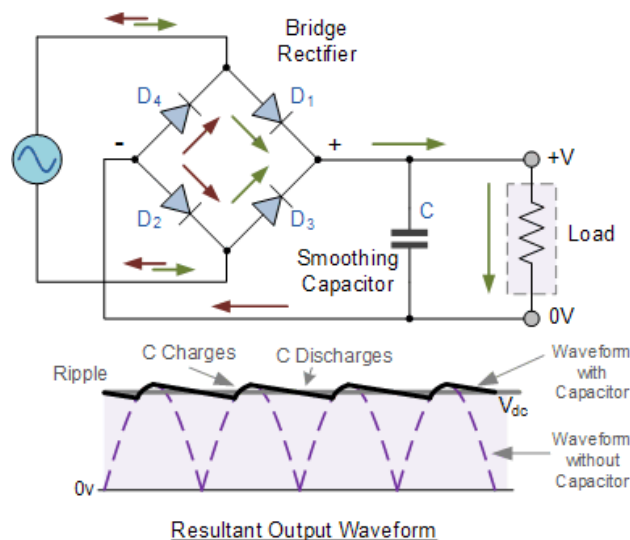 Bridge
Rectifier
D4
D1
-
+
+V
D2
D3
C
Smoothing
Capacitor
Load
0V
C Charges
C Discharges
Waveform
with
Capacitor
Ripple
Vdc
Waveform
without
Capacitor
0v
Resultant Output Waveform